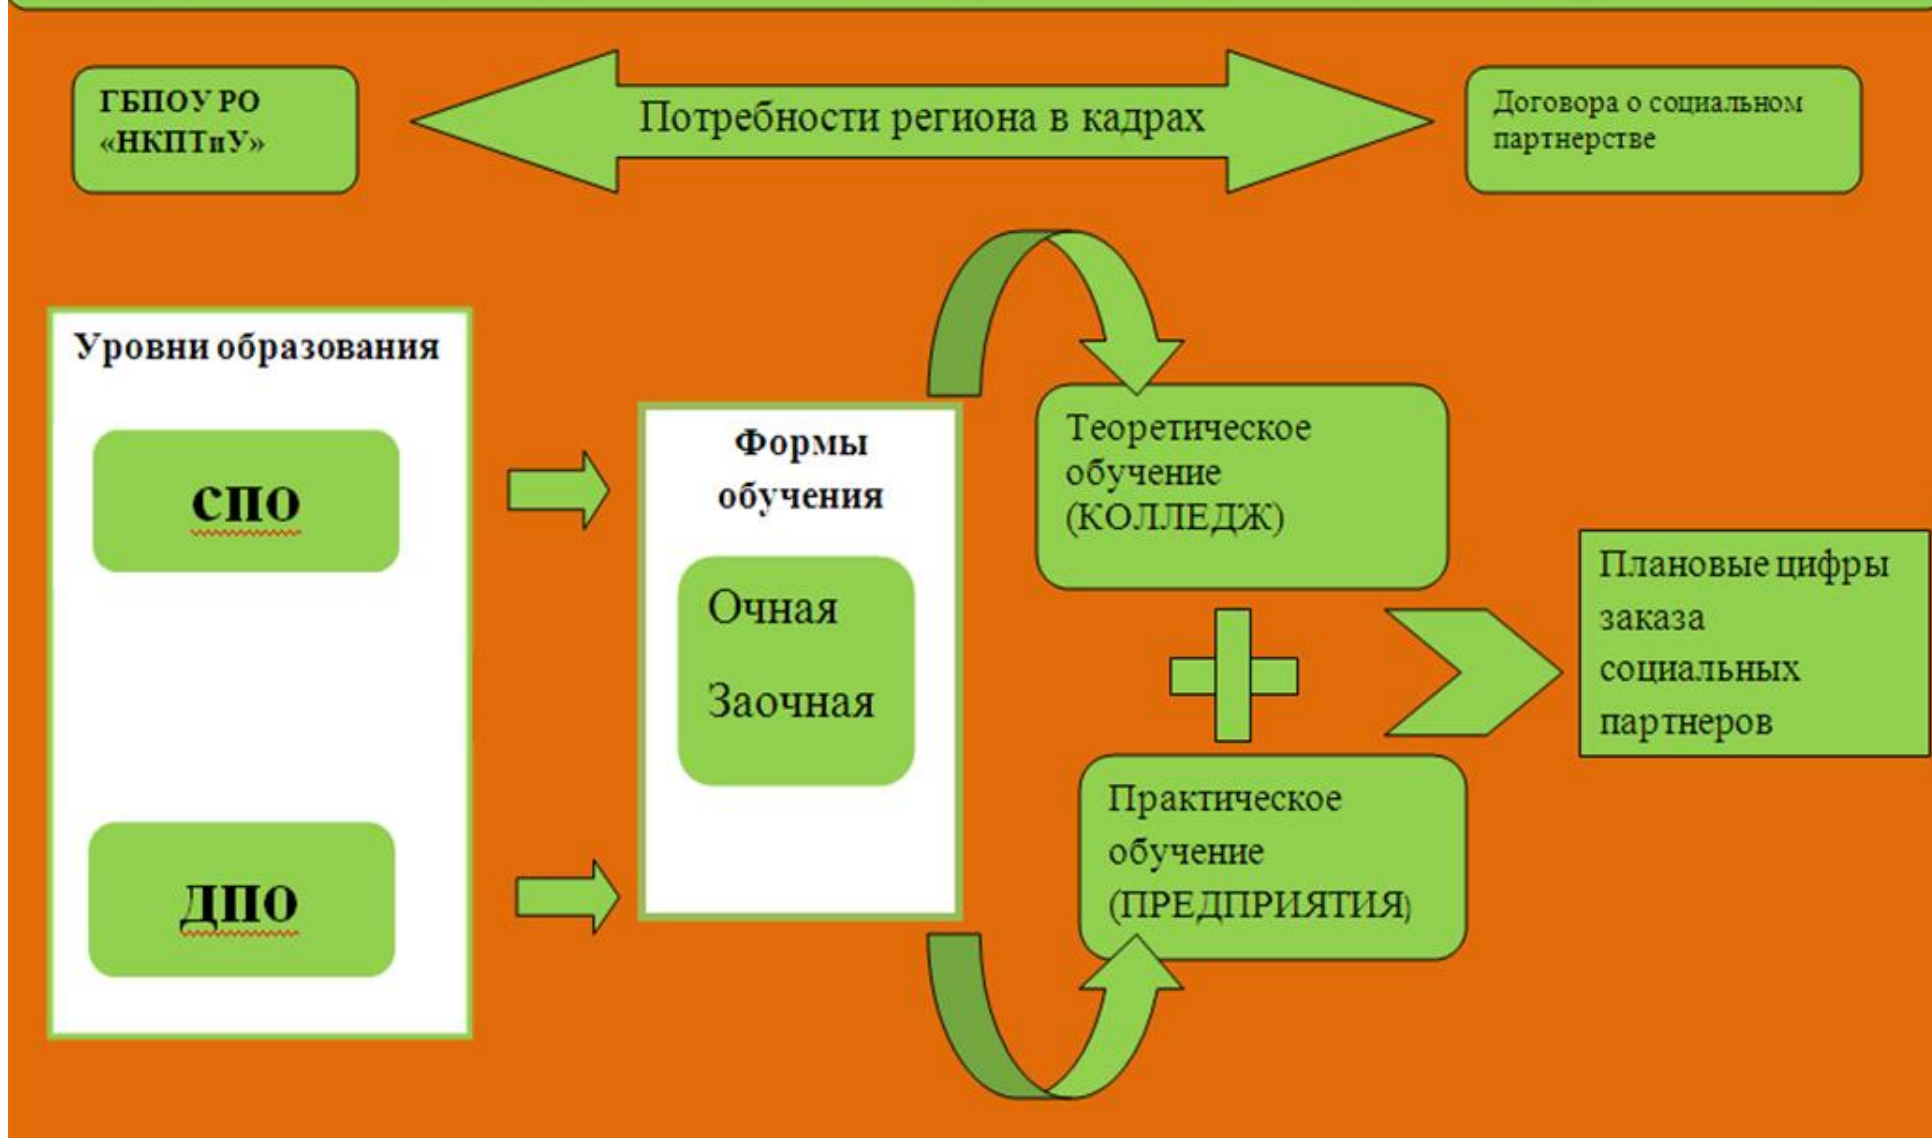 ГБПОУ РО
«НКПТиУ»
Потребности региона в кадрах
Договора о социальном
партнерстве
Уровни образования
СПО
ДПО
Формы
обучения
Очная
Заочная
Теоретическое
обучение
(КОЛЛЕДЖ)
Практическое
обучение
(ПРЕДПРИЯТИЯ)
Плановые цифры
заказа
социальных
партнеров